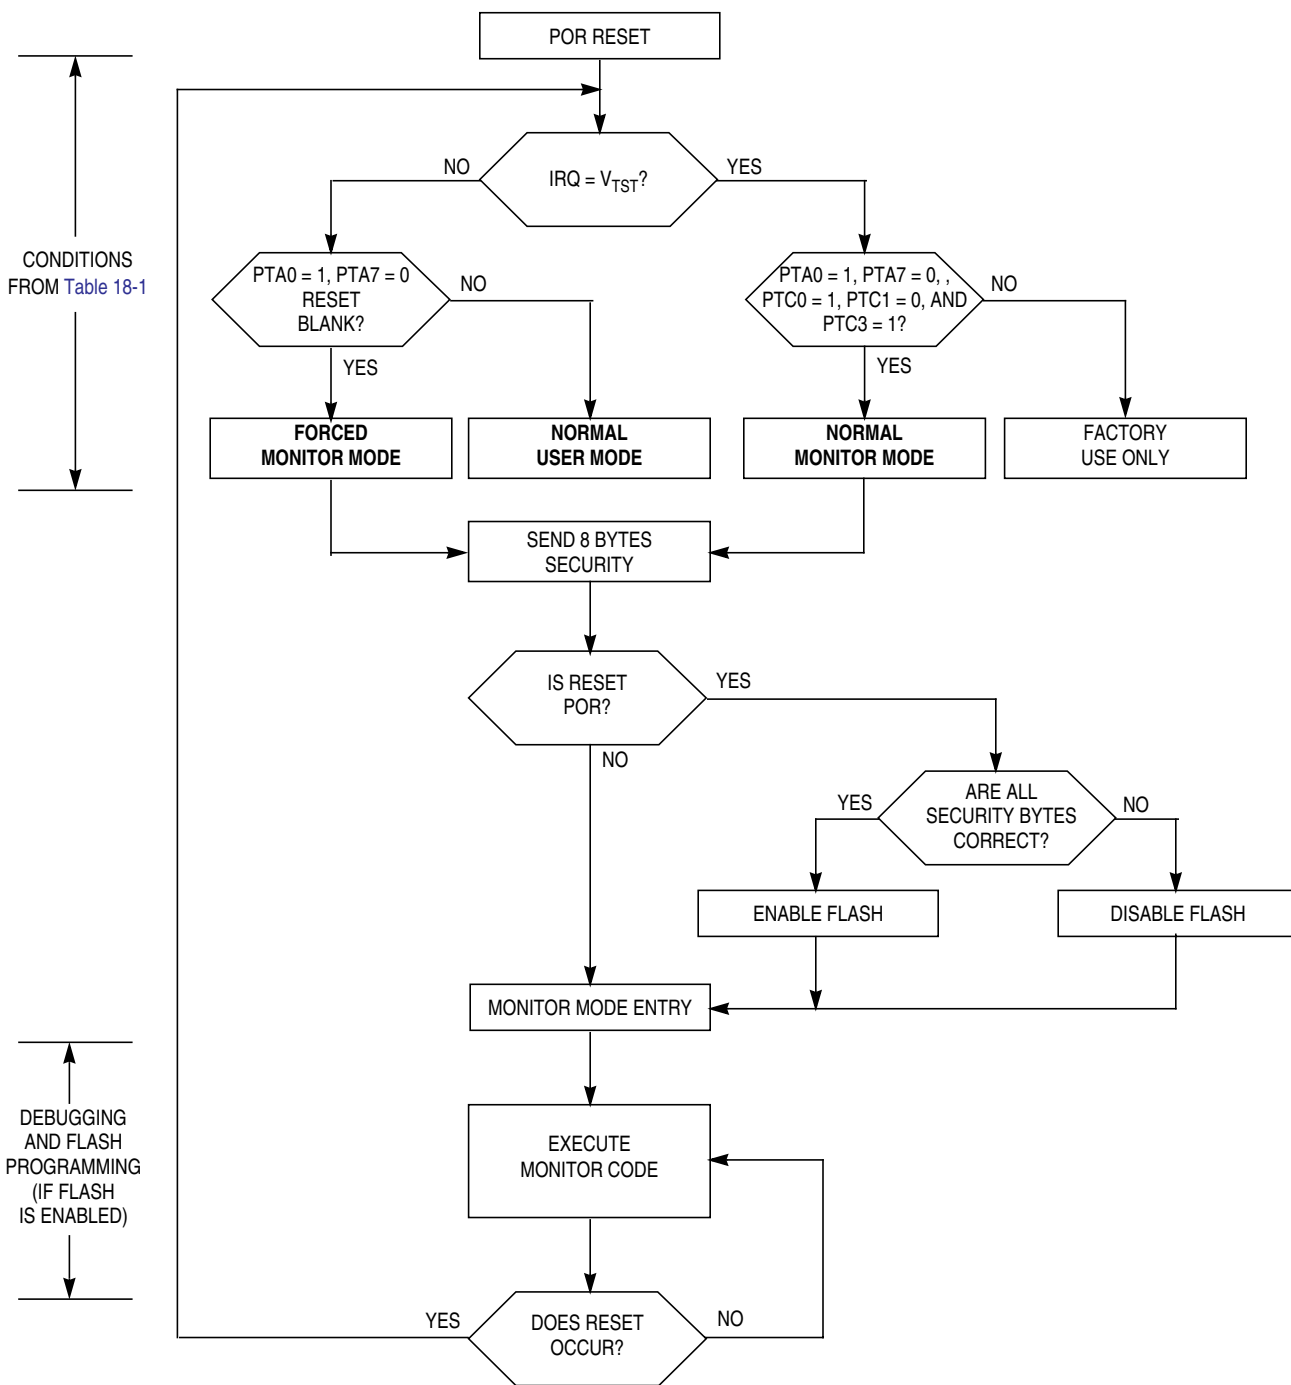 POR RESET
NO
YES
IRQ = VTST?
CONDITIONS
FROM Table 18-1
PTA0 = 1, PTA7 = 0
RESET
BLANK?
NO
YES
PTA0 = 1, PTA7 = 0, ,
PTC0 = 1, PTC1 = 0, AND
PTC3 = 1?
NO
YES
FORCED
MONITOR MODE
NORMAL
USER MODE
NORMAL
MONITOR MODE
FACTORY
USE ONLY
SEND 8 BYTES
SECURITY
IS RESET
POR?
YES
NO
ARE ALL
SECURITY BYTES
CORRECT?
YES
NO
ENABLE FLASH
DISABLE FLASH
MONITOR MODE ENTRY
DEBUGGING
AND FLASH
PROGRAMMING
(IF FLASH
IS ENABLED)
EXECUTE
MONITOR CODE
YES
DOES RESET
OCCUR?
NO